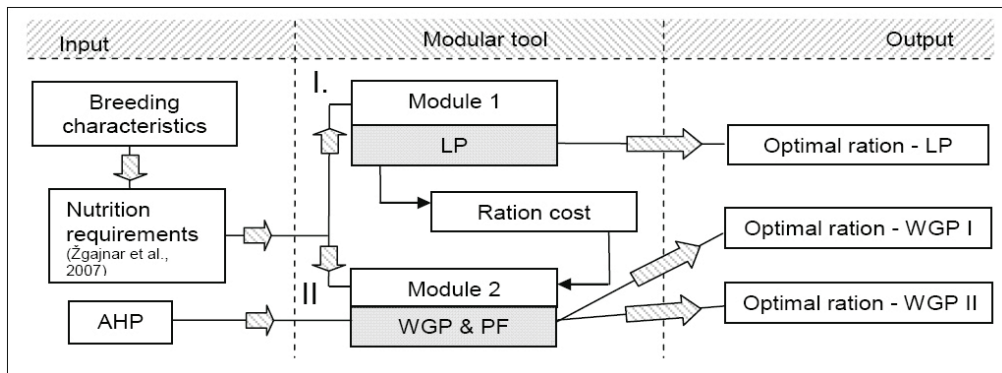 Input
Modular tool
Output
Breeding
characteristics
Nutrition
requirements
(Žgajnar et al.,
2007)
AHP
I.
Module 1
LP
Ration cost
II
Module 2
WGP & PF
Optimal ration - LP
Optimal ration - WGP I
Optimal ration - WGP II